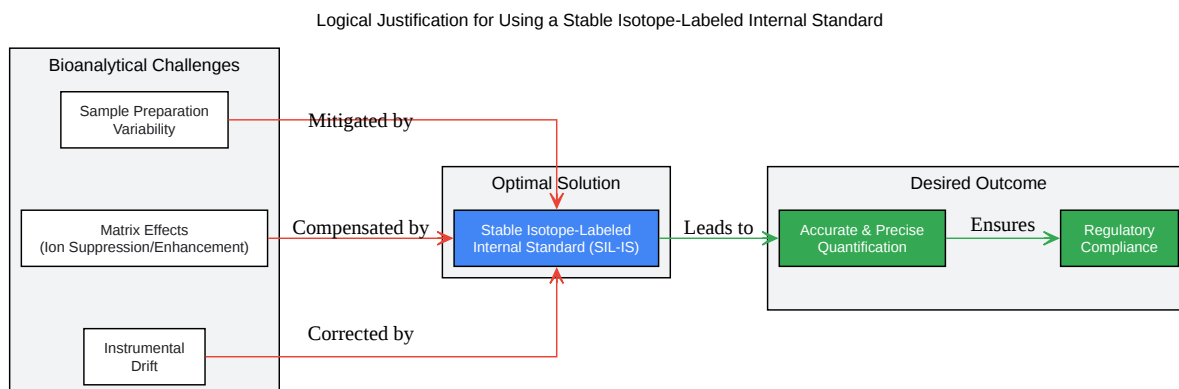 Logical Justification for Using a Stable Isotope-Labeled Internal Standard
Bioanalytical Challenges
Sample Preparation
Variability
Mitigated by
Matrix Effects
(Ion Suppression/Enhancement)
Compensated by
Instrumental
Drift
Corrected by
Optimal Solution
Stable Isotope-Labeled
Internal Standard (SIL-IS)
Leads to
Desired Outcome
Accurate & Precise
Quantification
Ensures
Regulatory
Compliance